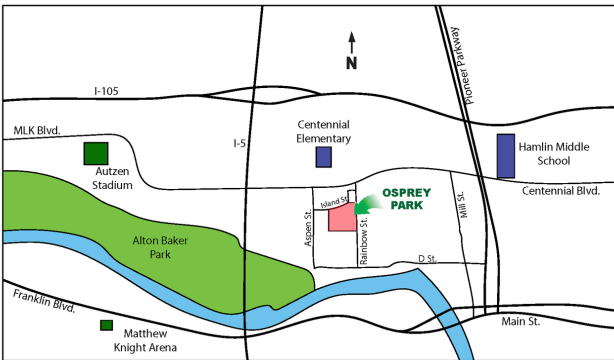 Pioneer Parkway
N
I-105
MLK Blvd.
I-5
Centennial
Elementary
Hamlin Middle
School
Autzen
Stadium
Centennial Blvd.
OSPREY
PARK
Island St.
Aspen St.
Rainbow St.
Mill St.
Alton Baker
Park
D St.
Franklin Blvd.
Main St.
Matthew
Knight Arena